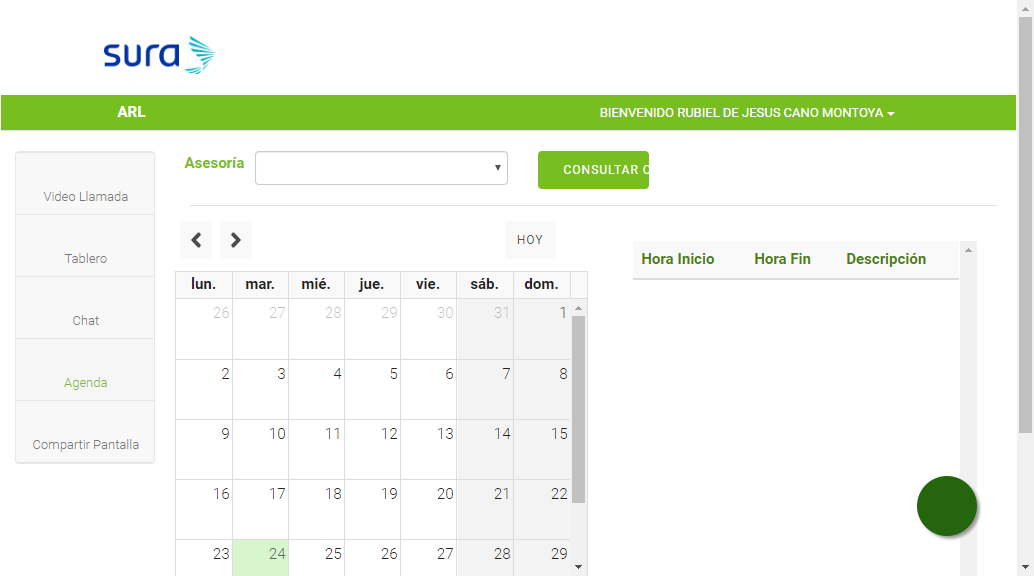 sura
ARL
BIENVENIDO RUBIEL DE JESUS CANO MONTOYA
Asesoría
CONSULTAR C
Video Llamada
Tablero
Chat
Agenda
Compartir Pantalla
HOY
lun. mar. mié. jue. vie. sáb. dom.
26 27 28 29 30 31 1
2 3 4 5 6 7 8
9 10 11 12 13 14 15
16 17 18 19 20 21 22
23 24 25 26 27 28 29
Hora Inicio Hora Fin Descripción